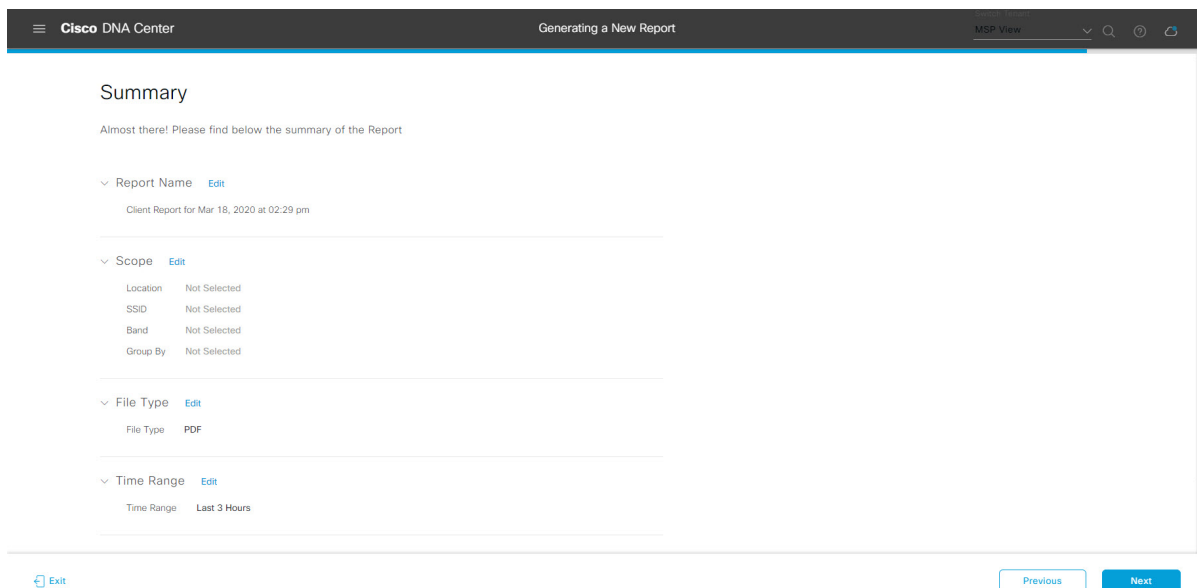 Cisco DNA Center
Generating a New Report
MSP View
Summary
Almost there! Please find below the summary of the Report
Report Name Edit
Client Report for Mar 18, 2020 at 02:29 pm
Scope Edit
Location Not Selected
SSID Not Selected
Band Not Selected
Group By Not Selected
File Type Edit
File Type PDF
Time Range Edit
Time Range Last 3 Hours
Exit
Previous
Next